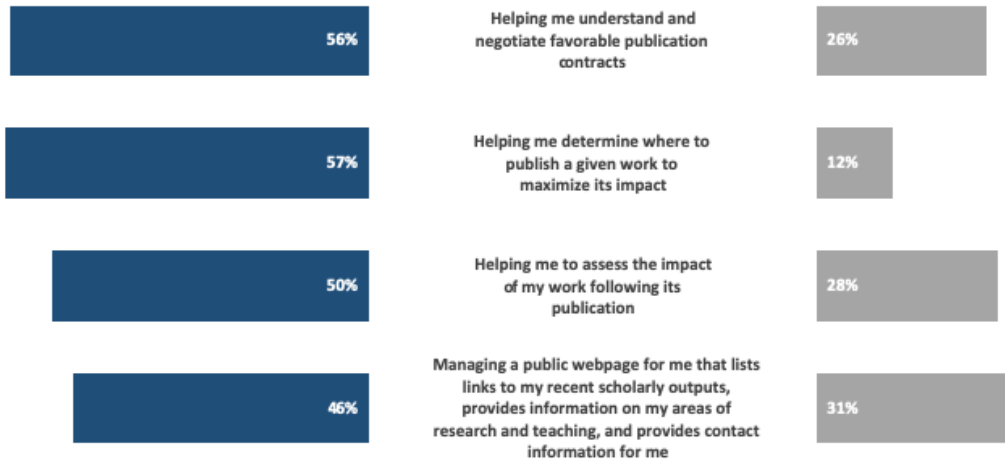 56%
Helping me understand and
negotiate favorable publication
contracts
26%
57%
Helping me determine where to
publish a given work to
maximize its impact
12%
50%
Helping me to assess the impact
of my work following its
publication
28%
46%
Managing a public webpage for me that lists
links to my recent scholarly outputs,
provides information on my areas of
research and teaching, and provides contact
information for me
31%